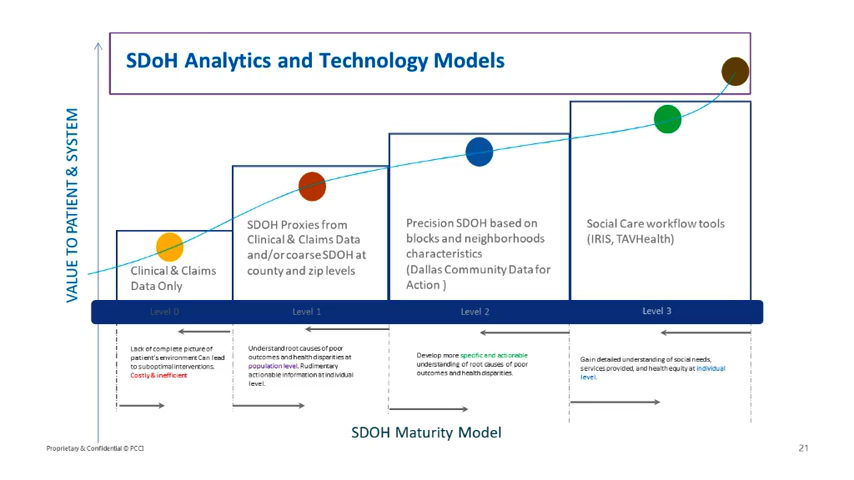 SDoH Analytics and Technology Models
VALUE TO PATIENT & SYSTEM
Clinical & Claims
Data Only
SDOH Proxies from
Clinical & Claims Data
and/or coarse SDOH at
county and zip levels
Precision SDOH based on
blocks and neighborhoods
characteristics
(Dallas Community Data for
Action )
Social Care workflow tools
(IRIS, TAVHealth)
Level 0
Level 1
Level 2
Level 3
Lack of complete picture of
patient's environment Can lead
to suboptimal interventions.
Costly & inefficient
Understand root causes of poor
outcomes and health disparities at
population level. Rudimentary
actionable information at individual
level.
Develop more specific and actionable
understanding of root causes of poor
outcomes and health disparities.
Gain detailed understanding of social needs,
services provided, and health equity at individual
level.
SDOH Maturity Model
Proprietary & Confidential © PCCI
21